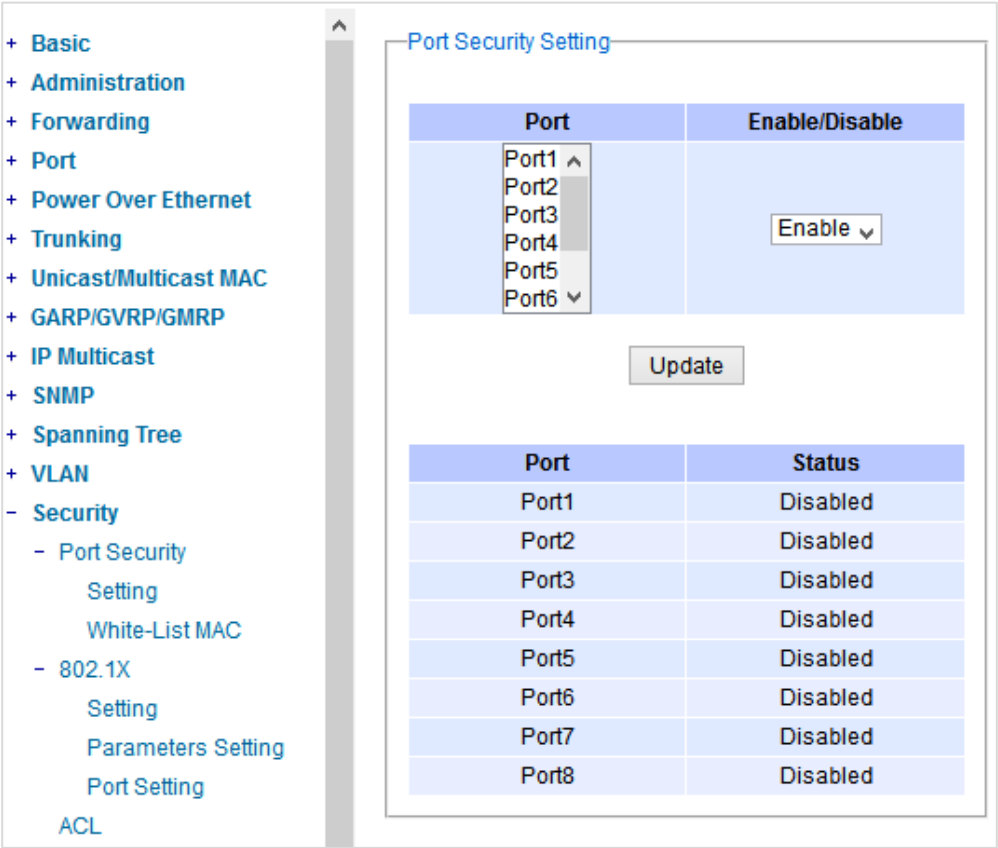 + Basic
+ Administration
+ Forwarding
+ Port
+ Power Over Ethernet
+ Trunking
+ Unicast/Multicast MAC
+ GARP/GVRP/GMRP
+ IP Multicast
+ SNMP
+ Spanning Tree
+ VLAN
- Security
- Port Security
Setting
White-List MAC
- 802.1X
Setting
Parameters Setting
Port Setting
ACL
Port Security Setting
Port Enable/Disable
Port1
Port2
Port3
Port4
Port5
Port6
Enable
Update
Port Status
Port1 Disabled
Port2 Disabled
Port3 Disabled
Port4 Disabled
Port5 Disabled
Port6 Disabled
Port7 Disabled
Port8 Disabled